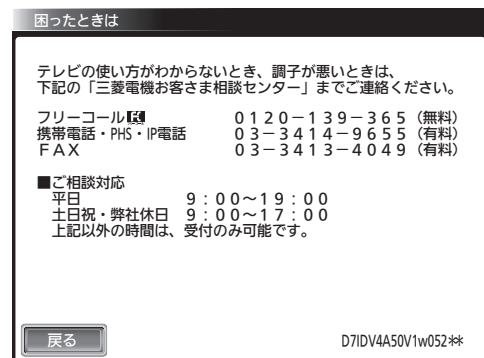 困ったときは
テレビの使い方がわからないとき、調子が悪いときは、
下記の「三菱電機お客さま相談センター」までご連絡ください。
フリーコール 0120－139－365（無料）
携帯電話・PHS・IP電話 03－3414－9655（有料）
ＦＡＸ 03－3413－4049（有料）
■ご相談対応
平日 9：00～19：00
土日祝・弊社休日 9：00～17：00
上記以外の時間は、受付のみ可能です。
戻る
D7IDV4A50V1w052**